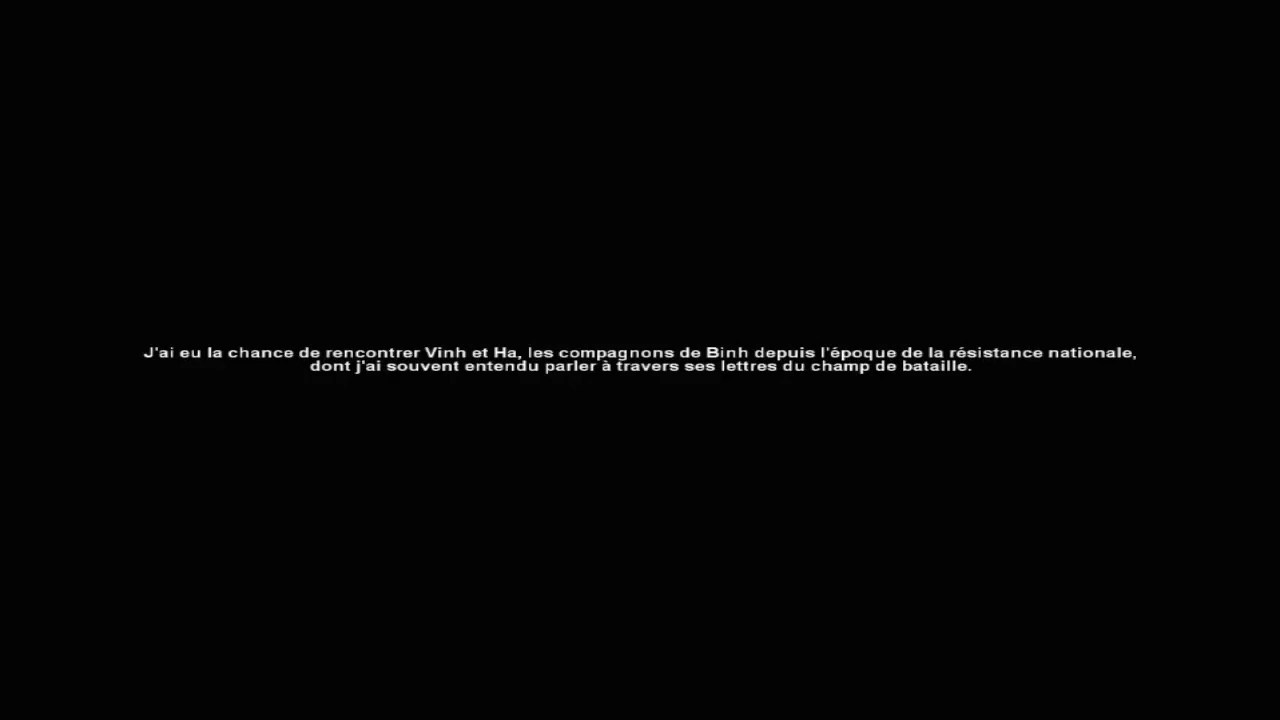 J'ai eu la chance de rencontrer Vinh et Ha, les compagnons de Binh depuis l'époque de la résistance nationale,
dont j'ai souvent entendu parler à travers ses lettres du champ de bataille.